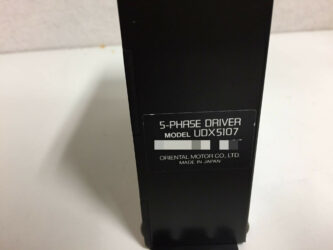 5-PHASE DRIVER
MODEL UDX5107
ORIENTAL MOTOR CO., LTD.
MADE IN JAPAN